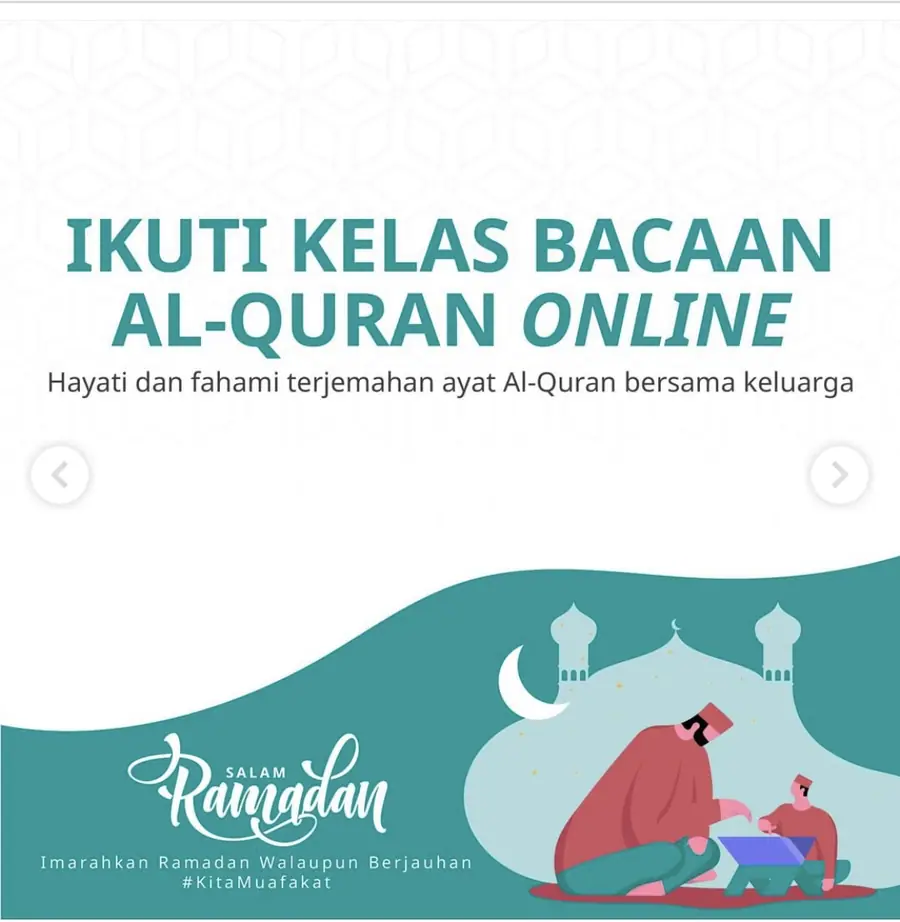 IKUTI KELAS BACAAN
AL-QURAN ONLINE
Hayati dan fahami terjemahan ayat Al-Quran bersama keluarga
SALAM
Ramadan
Imarahkan Ramadan Walaupun Berjauhan
#KitaMuafakat